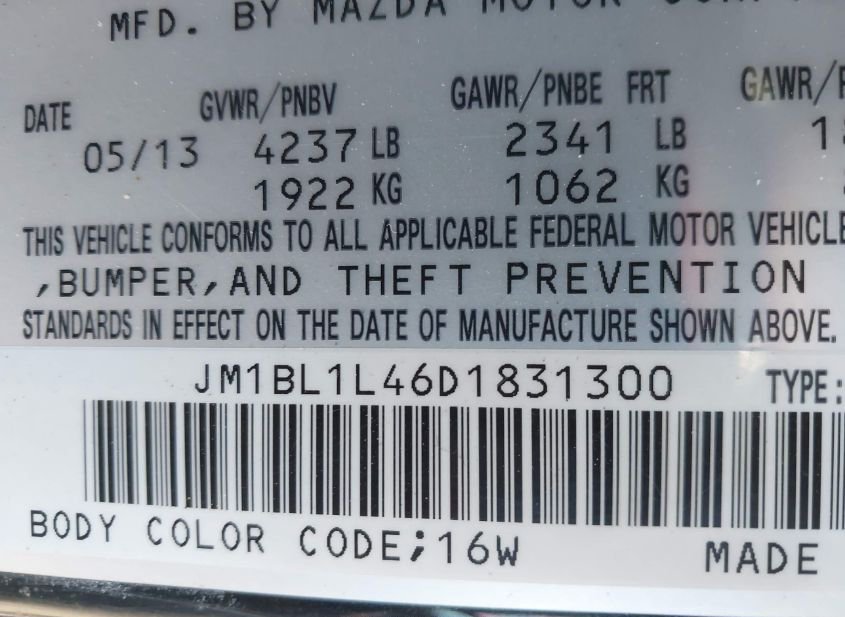 MFD. BY MAZDA MOTOR
DATE GVWR/PNBV GAWR/PNBE FRT GAWR/
05/13 4237 LB 2341 LB
1922 KG 1062 KG
THIS VEHICLE CONFORMS TO ALL APPLICABLE FEDERAL MOTOR VEHICLE
,BUMPER,AND THEFT PREVENTION
STANDARDS IN EFFECT ON THE DATE OF MANUFACTURE SHOWN ABOVE.
JM1BL1L46D1831300 TYPE:
BODY COLOR CODE;16W MADE